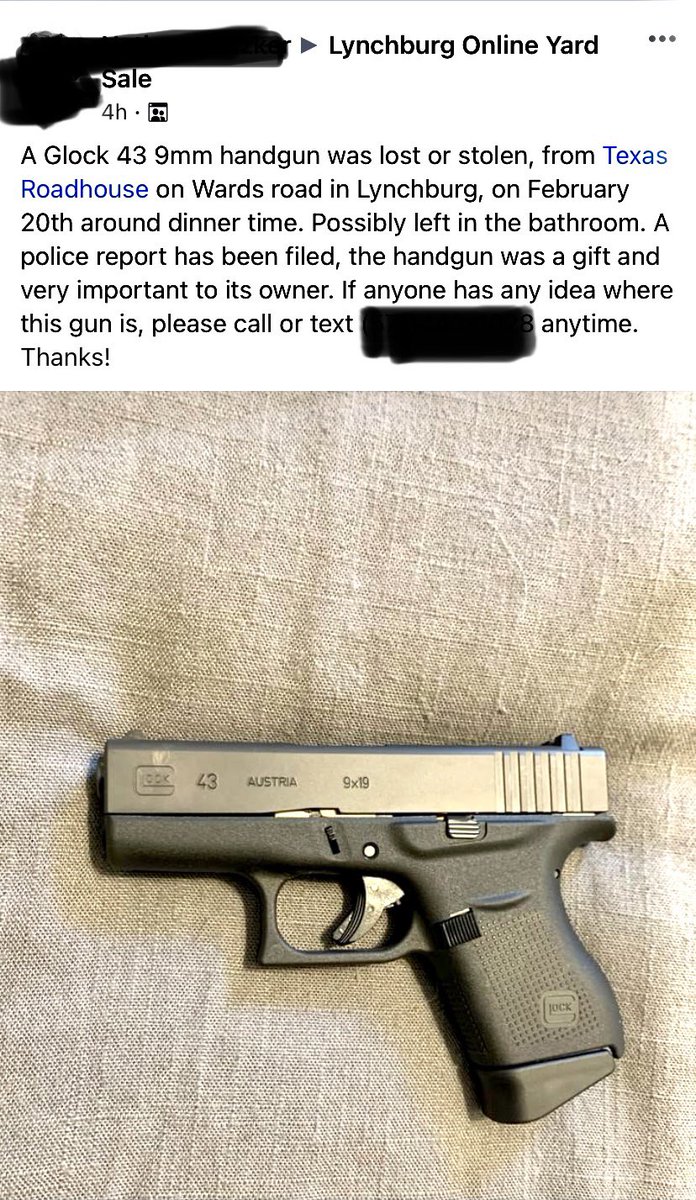 Lynchburg Online Yard
Sale
4h ·
A Glock 43 9mm handgun was lost or stolen, from Texas
Roadhouse on Wards road in Lynchburg, on February
20th around dinner time. Possibly left in the bathroom. A
police report has been filed, the handgun was a gift and
very important to its owner. If anyone has any idea where
this gun is, please call or text anytime.
Thanks!
GLOCK 43 AUSTRIA 9x19
GLOCK